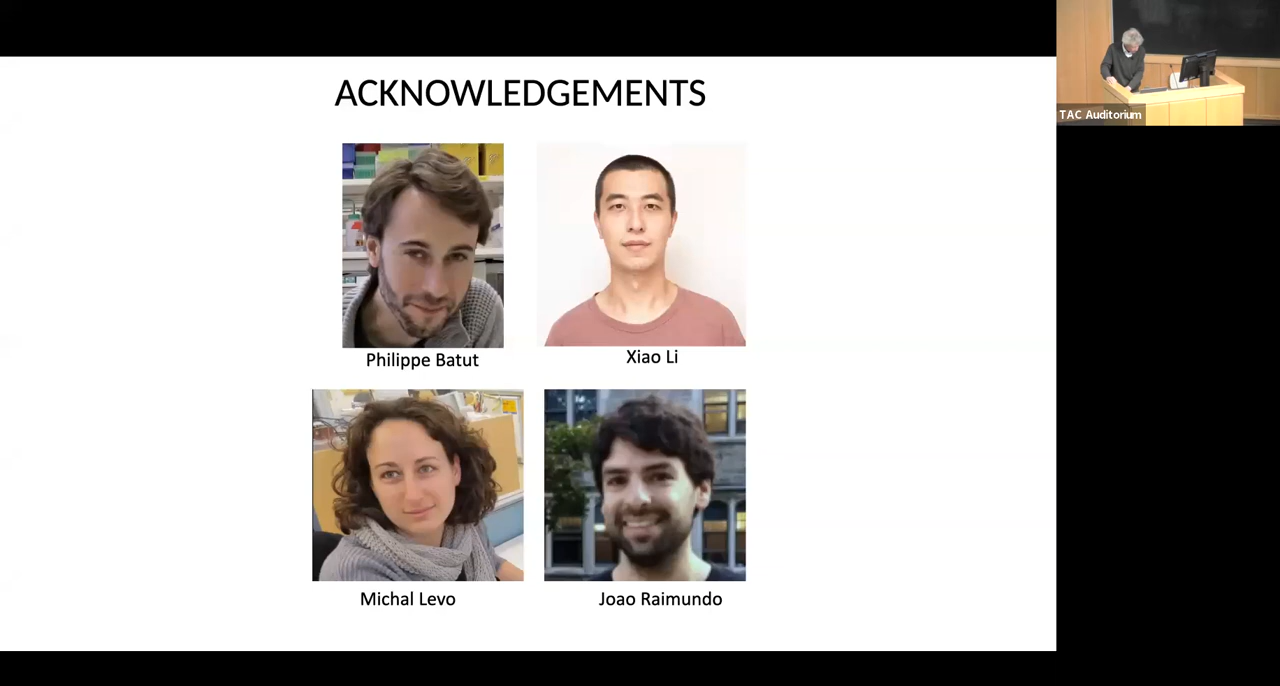 ACKNOWLEDGEMENTS
TAC Auditorium
Philippe Batut
Xiao Li
Michal Levo
Joao Raimundo